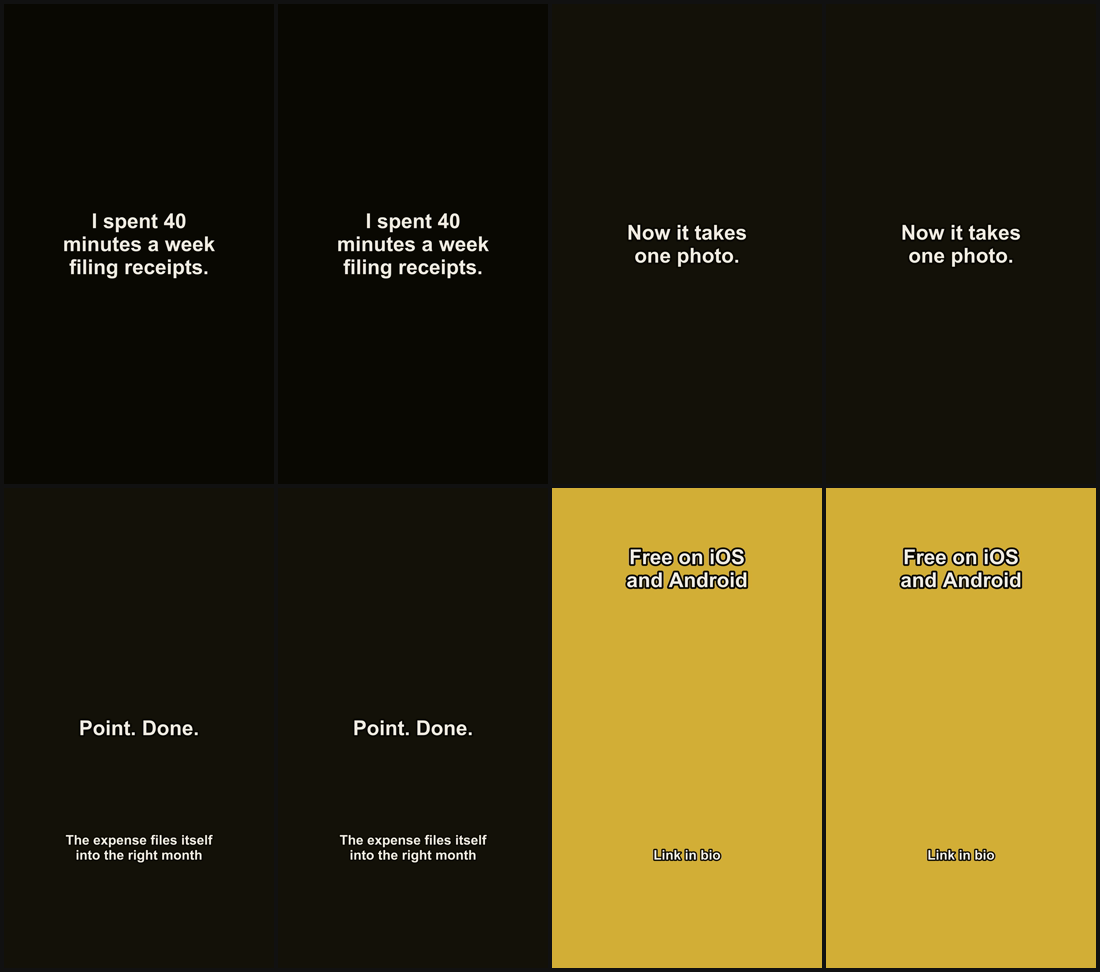 I spent 40
minutes a week
filing receipts.
I spent 40
minutes a week
filing receipts.
Now it takes
one photo.
Now it takes
one photo.
Point. Done.
The expense files itself
into the right month
Point. Done.
The expense files itself
into the right month
Free on iOS
and Android
Link in bio
Free on iOS
and Android
Link in bio